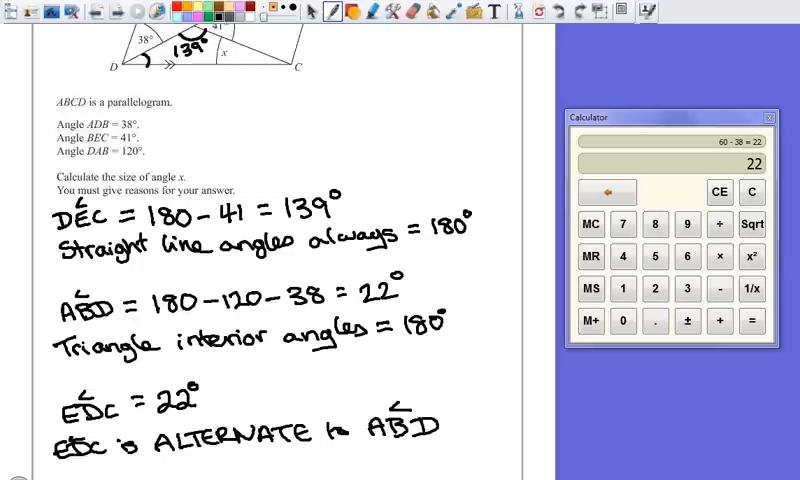 38°
41°
139°
x
D
C
ABCD is a parallelogram.
Angle ADB = 38°.
Angle BEC = 41°.
Angle DAB = 120°.
Calculate the size of angle x.
You must give reasons for your answer.
DEC = 180 - 41 = 139°
Straight line angles always = 180°
ABD = 180 - 120 - 38 = 22°
Triangle interior angles = 180°
EDC = 22°
EDC is ALTERNATE to ABD
Calculator
60 - 38 = 22
22
CE C
MC 7 8 9 ÷ Sqrt
MR 4 5 6 × x²
MS 1 2 3 - 1/x
M+ 0 . ± + =